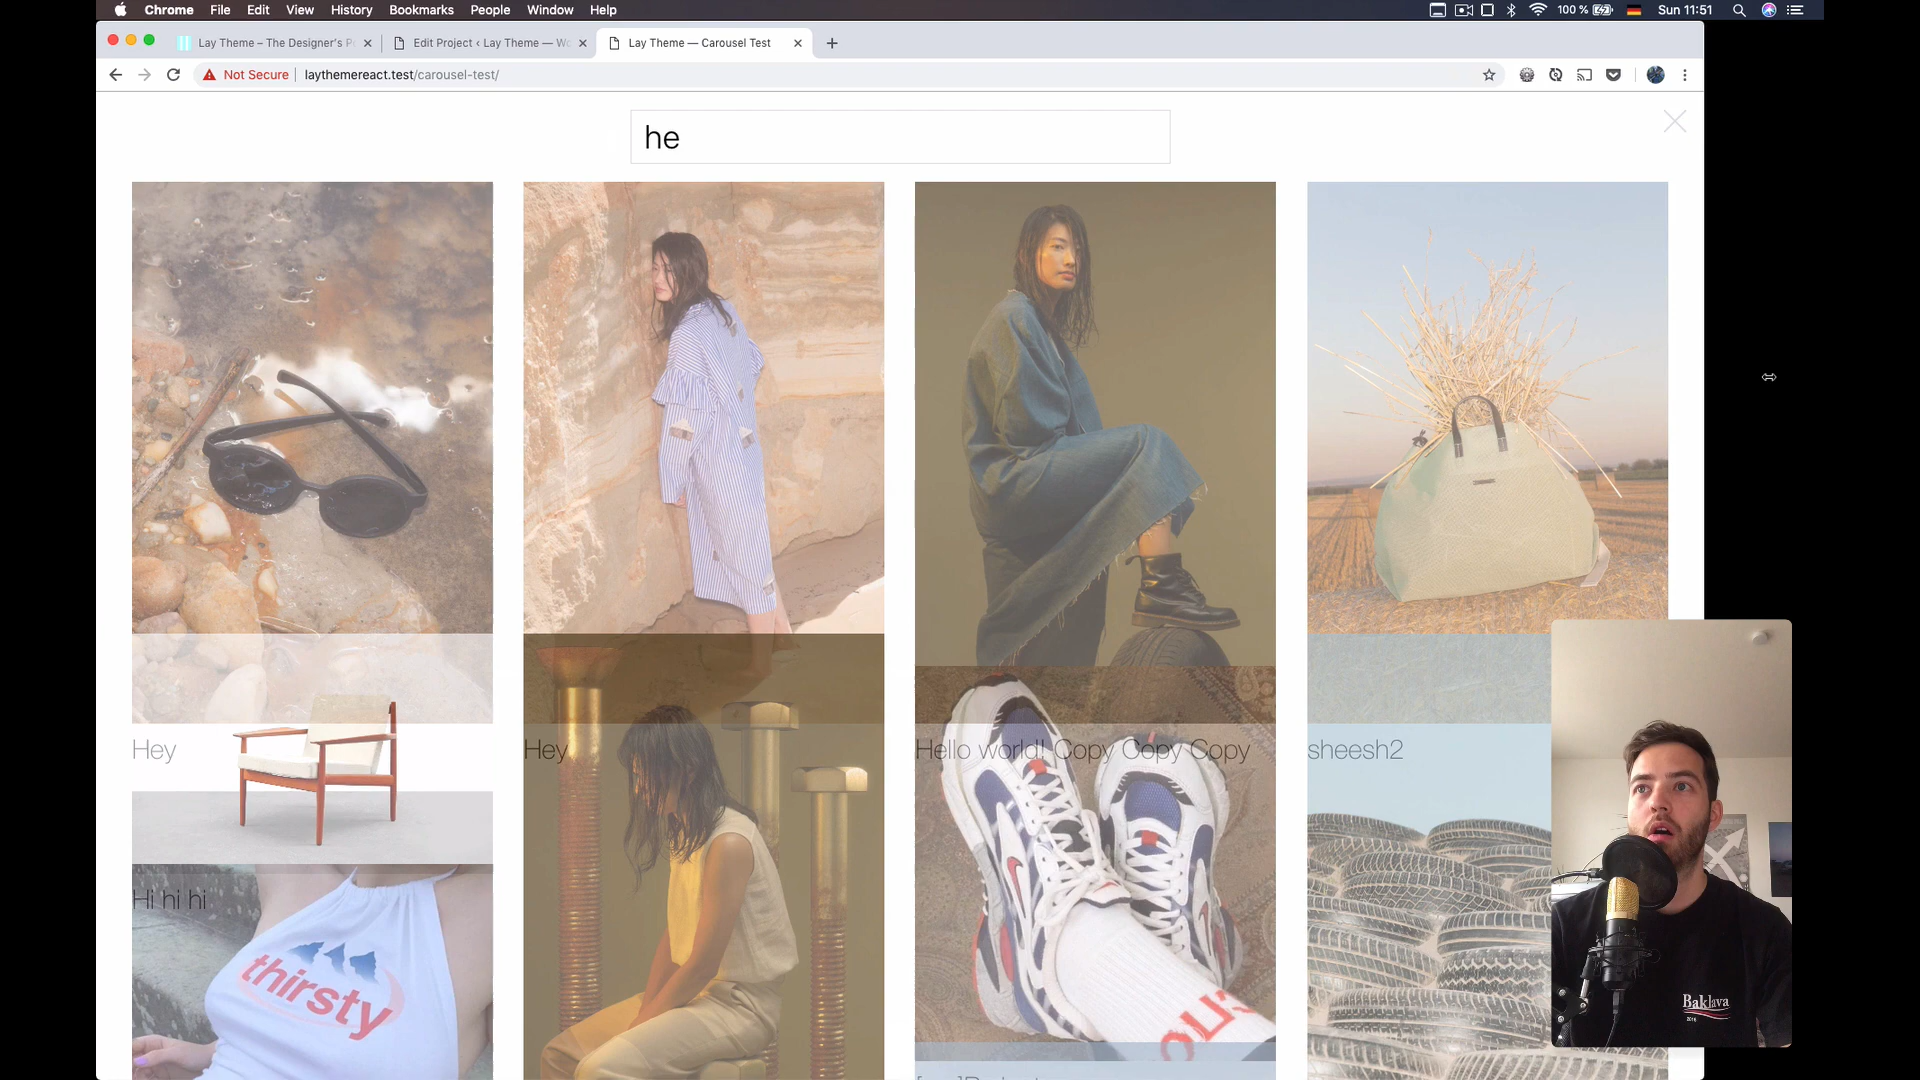 Chrome File Edit View History Bookmarks People Window Help 100 % Sun 11:51
Lay Theme – The Designer's Po Edit Project ‹ Lay Theme — Wo Lay Theme — Carousel Test
Not Secure laythemereact.test/carousel-test/
he
Hey Hey Hello world! Copy Copy Copy sheesh2
Hi hi hi
thirsty
Baklava